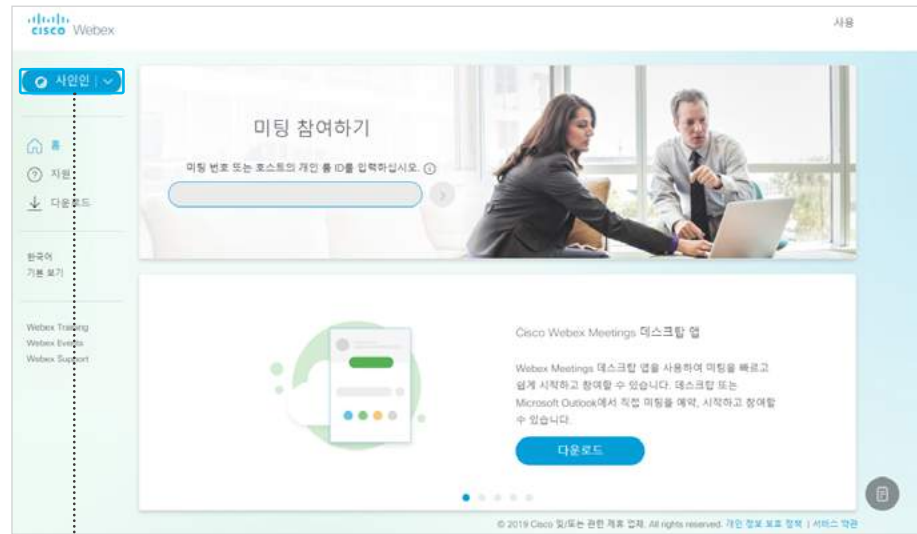 cisco Webex
사용
사인인
미팅 참여하기
미팅 번호 또는 호스트의 개인 룸 ID를 입력하십시오.
홈
지원
다운로드
한국어
기본 보기
Webex Training
Webex Events
Webex Support
Cisco Webex Meetings 데스크탑 앱
Webex Meetings 데스크탑 앱을 사용하여 미팅을 빠르고
쉽게 시작하고 참여할 수 있습니다. 데스크탑 또는
Microsoft Outlook에서 직접 미팅을 예약, 시작하고 참여할
수 있습니다.
다운로드
© 2019 Cisco 및/또는 관련 제휴 업체. All rights reserved. 개인 정보 보호 정책 | 서비스 약관